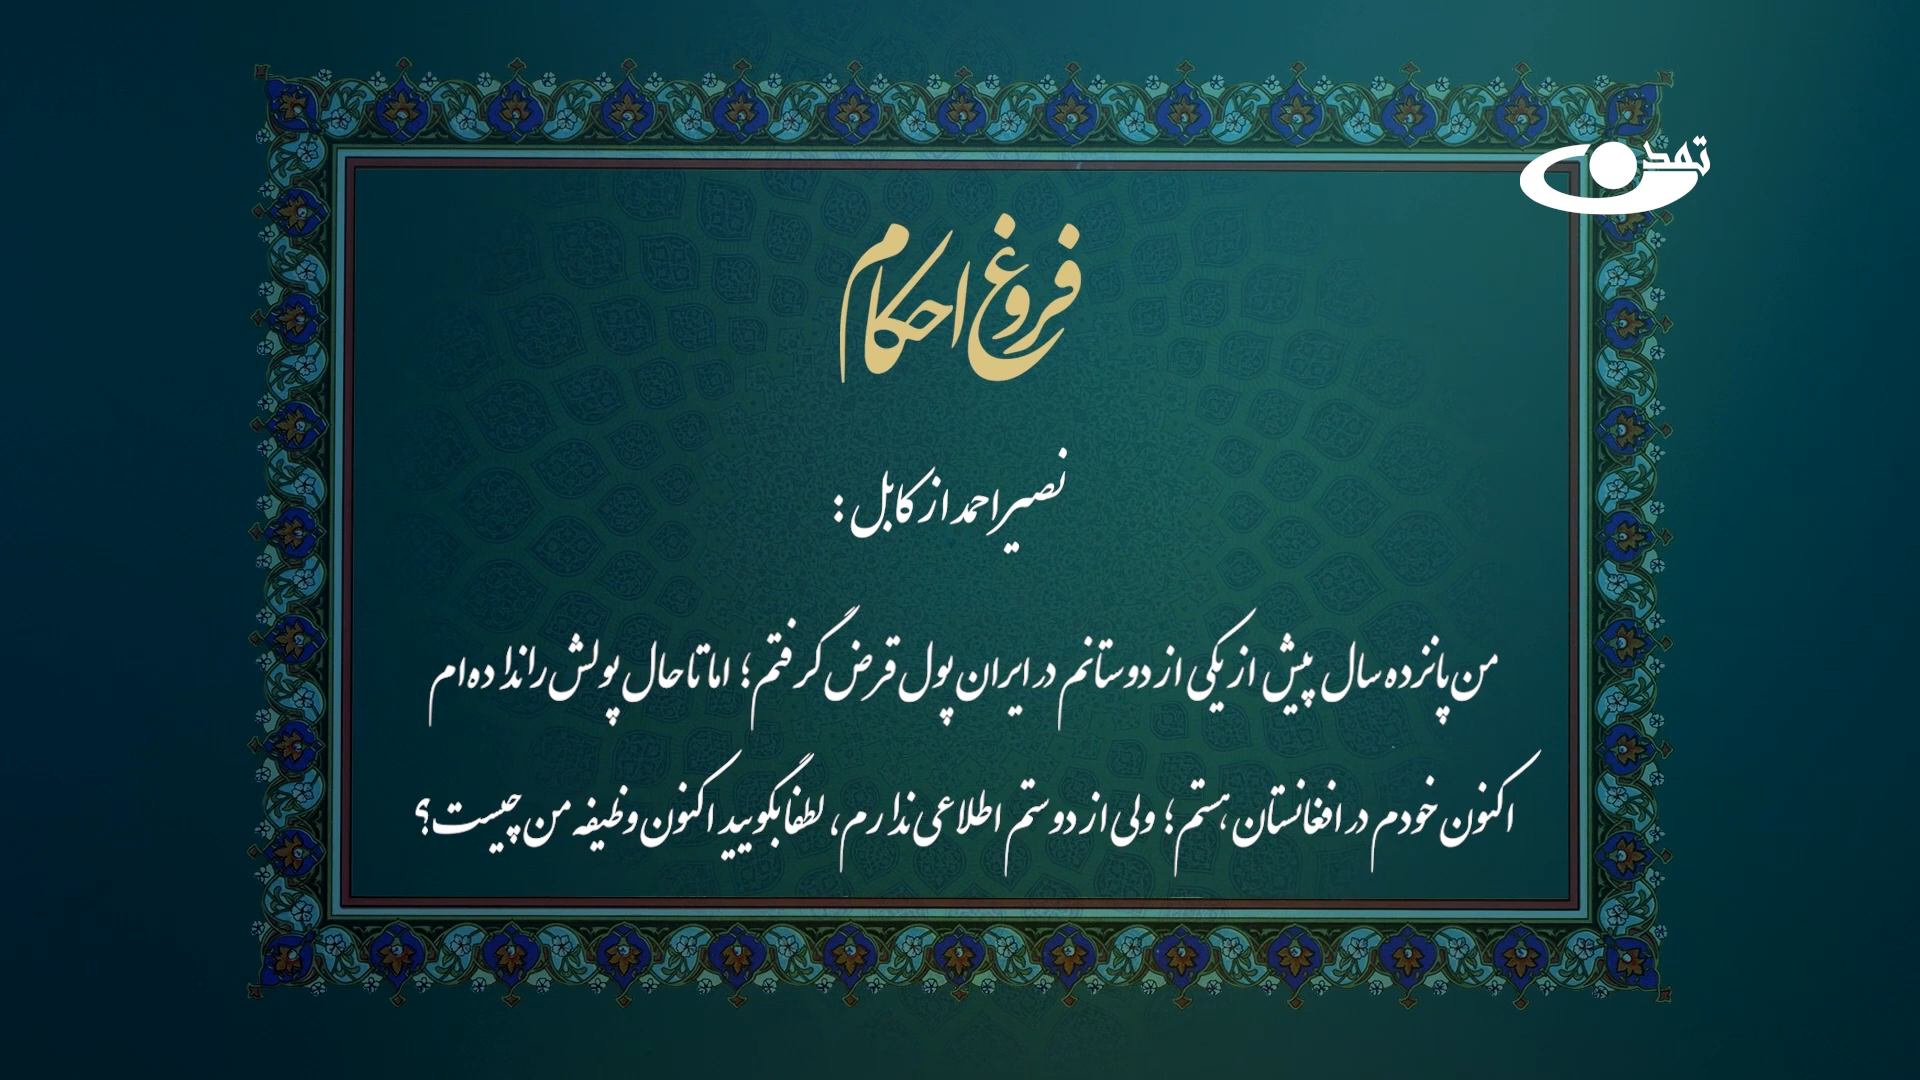 تمدن
فروغ احکام
نصیراحمد از کابل :
من پانزده سال پیش از یکی از دوستانم در ایران پول قرض گرفتم؛ اما تا حال پولش را نداده ام
اکنون خودم در افغانستان هستم؛ ولی از دوستم اطلاعی ندارم، لطفا بگویید اکنون وظیفه من چیست؟